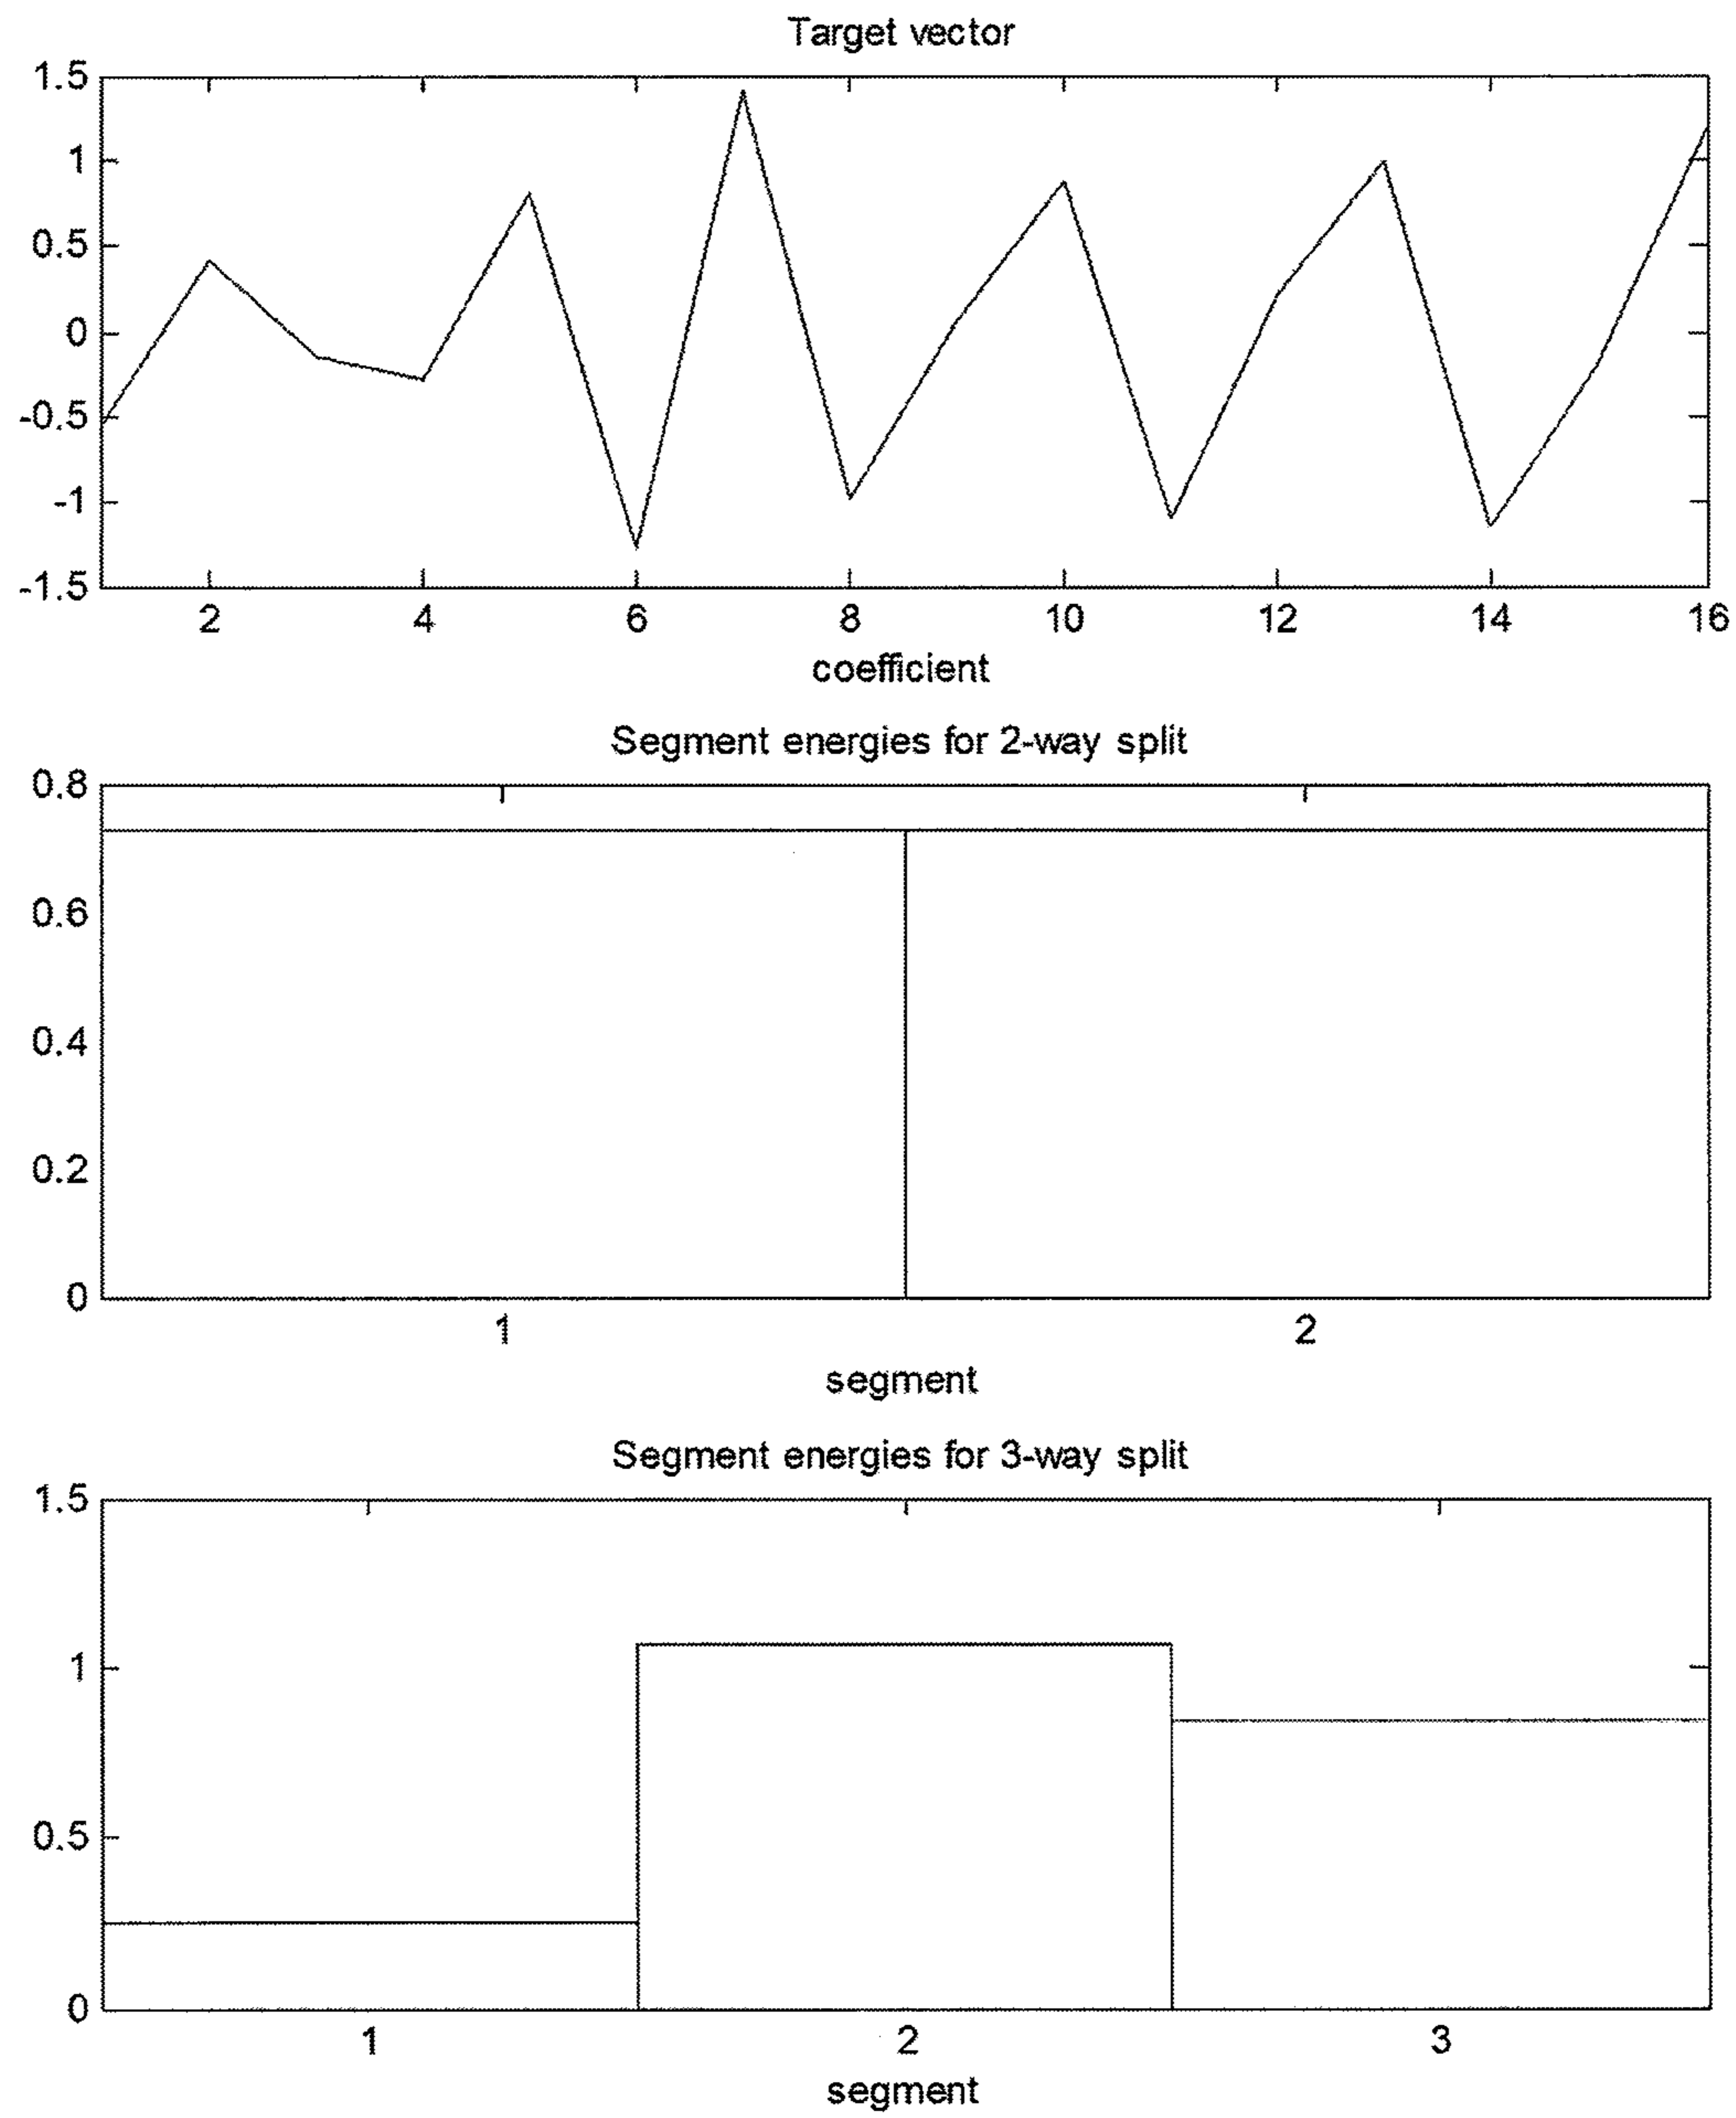 Target vector
1.5
1
0.5
0
-0.5
-1
-1.5
2 4 6 8 10 12 14 16
coefficient
Segment energies for 2-way split
0.8
0.6
0.4
0.2
0
1 2
segment
Segment energies for 3-way split
1.5
1
0.5
0
1 2 3
segment